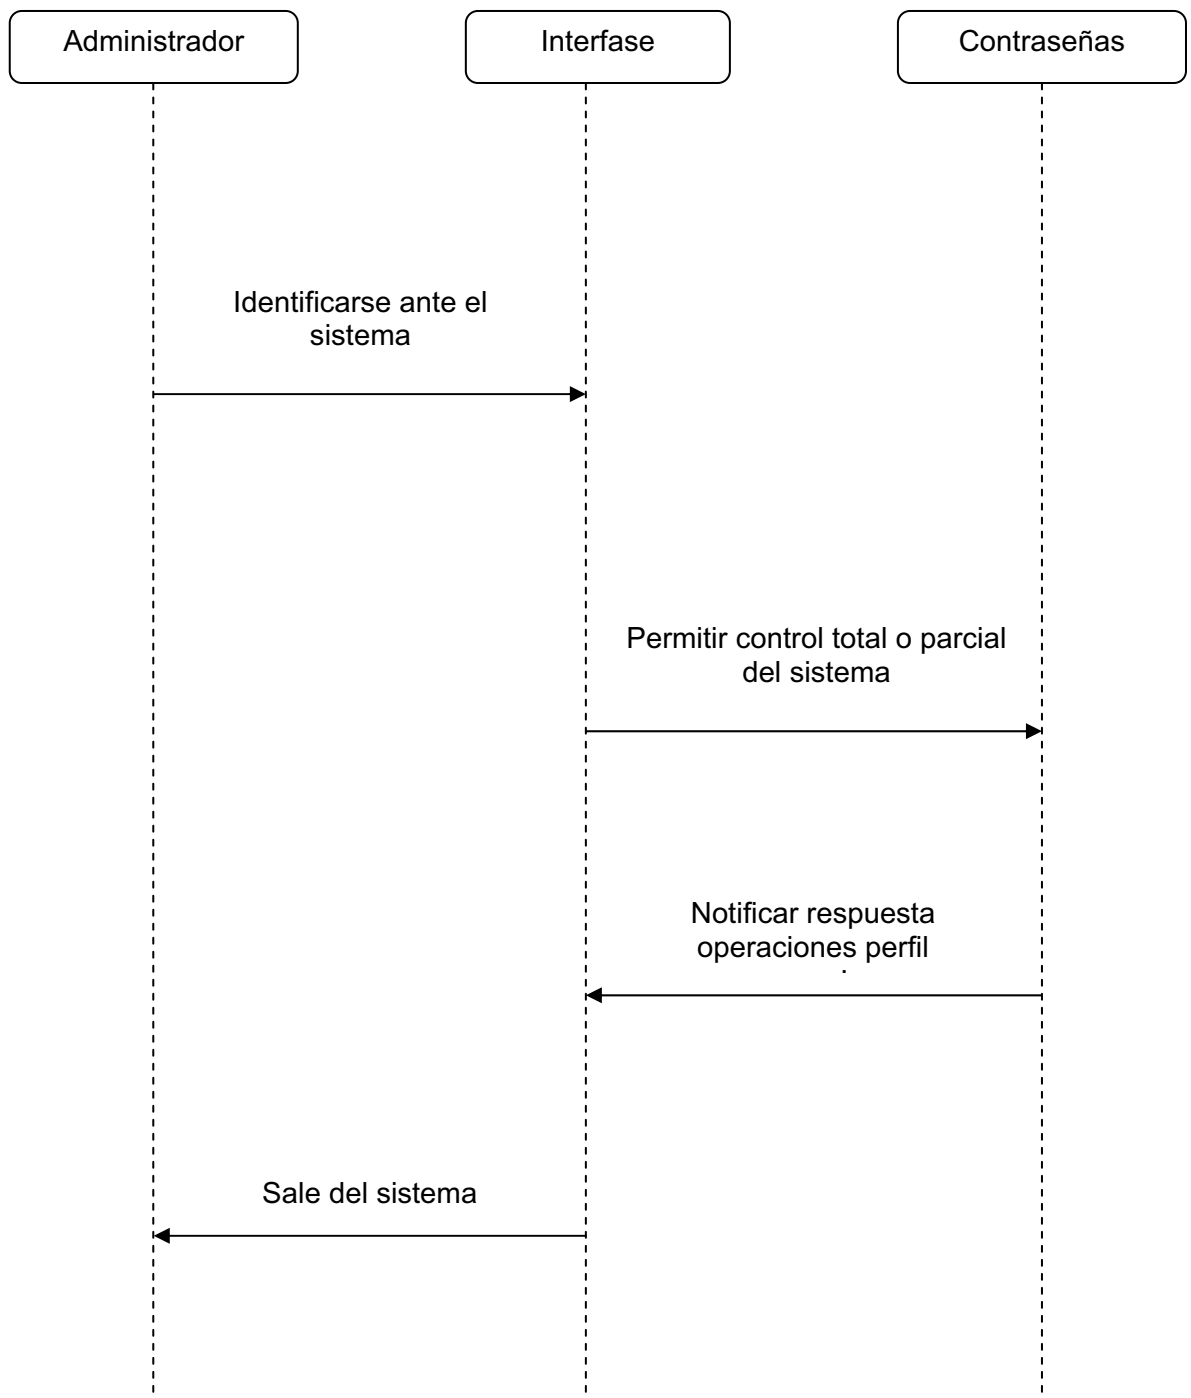 Administrador
Interfase
Contraseñas
Identificarse ante el
sistema
Permitir control total o parcial
del sistema
Notificar respuesta
operaciones perfil
Sale del sistema